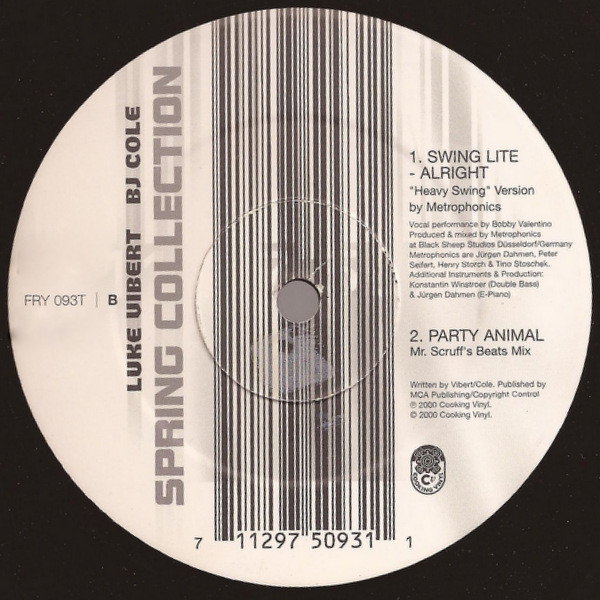 LUKE VIBERT BJ COLE
SPRING COLLECTION
FRY 093T | B
1. SWING LITE
- ALRIGHT
"Heavy Swing" Version
by Metrophonics
Vocal performance by Bobby Valentino
Produced & mixed by Metrophonics
at Black Sheep Studios Düsseldorf/Germany
Metrophonics are Jürgen Dahmen, Peter
Seifert, Henry Storch & Tino Stoschek.
Additional Instruments & Production:
Konstantin Winstroer (Double Bass)
& Jürgen Dahmen (E-Piano)
2. PARTY ANIMAL
Mr. Scruff's Beats Mix
Written by Vibert/Cole. Published by
MCA Publishing/Copyright Control
℗ 2000 Cooking Vinyl.
© 2000 Cooking Vinyl.
COOKING VINYL
7 11297 50931 1